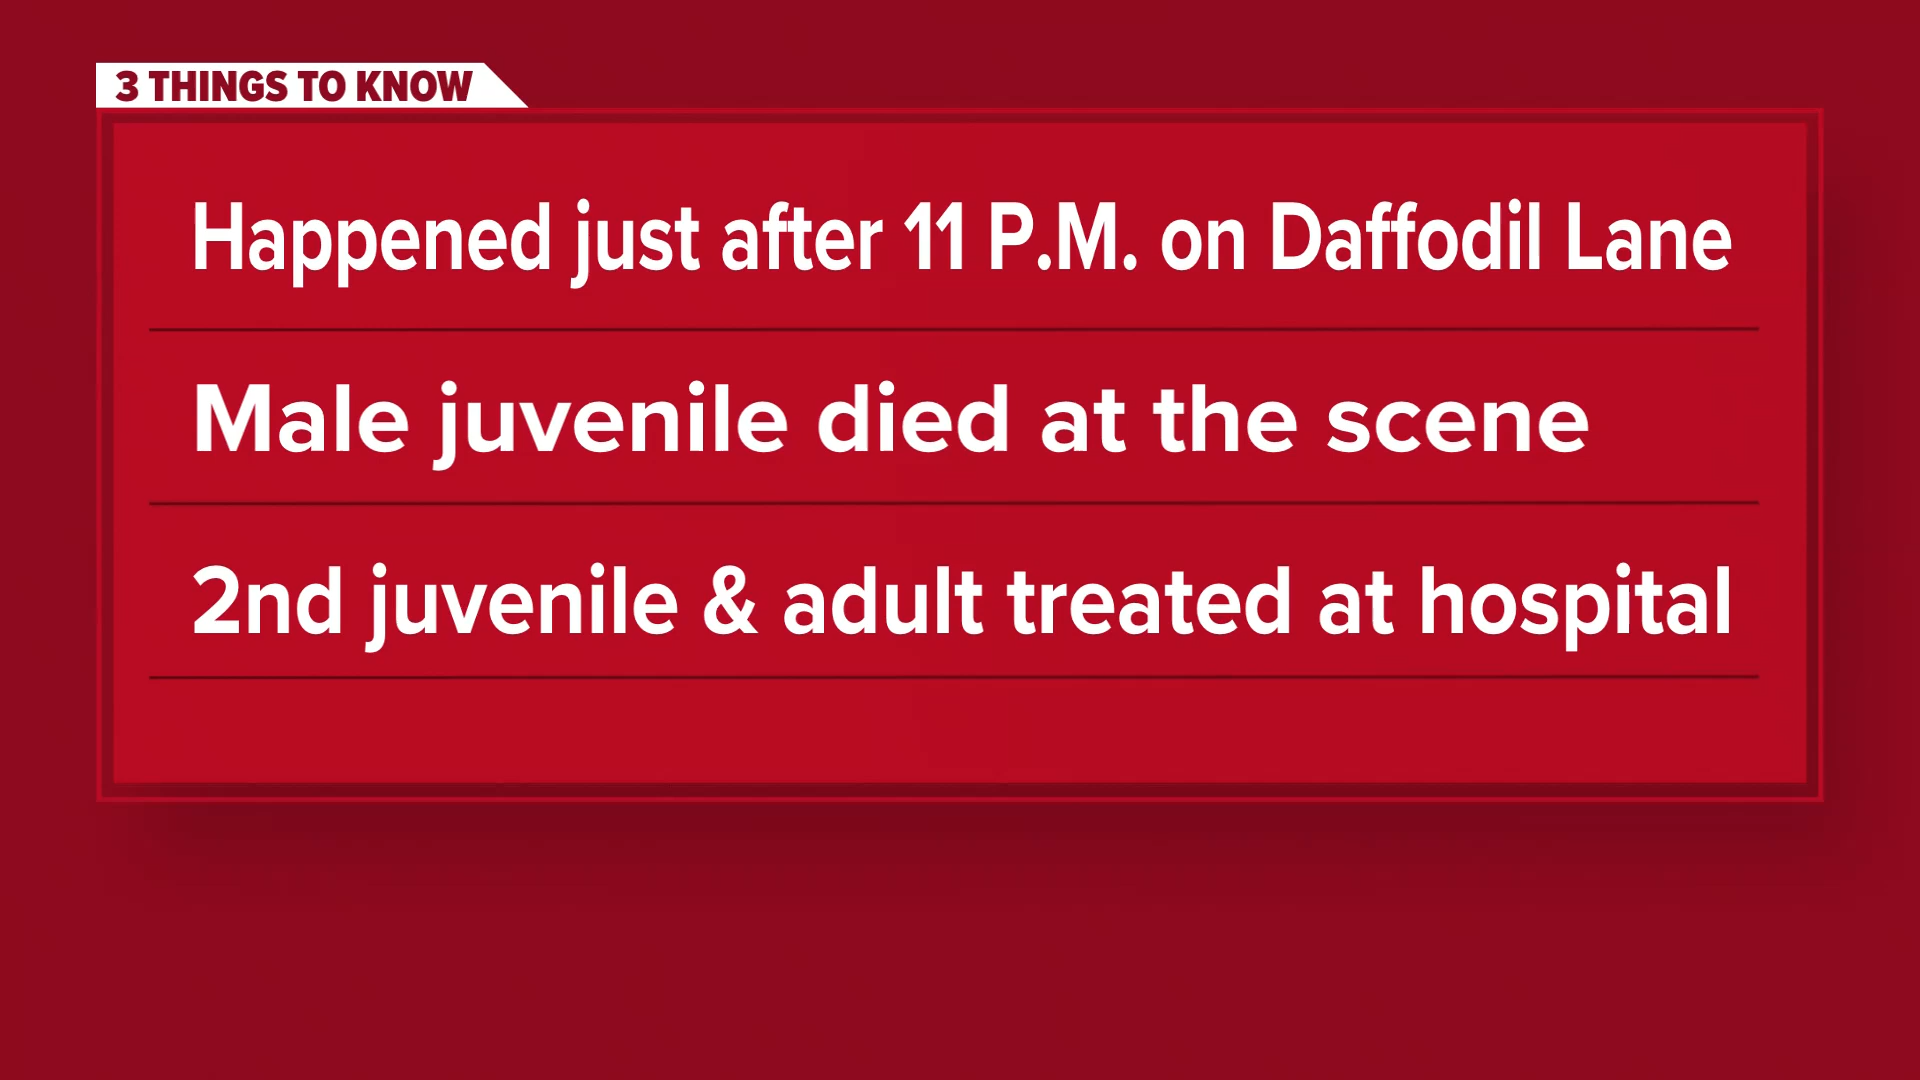 3 THINGS TO KNOW
Happened just after 11 P.M. on Daffodil Lane
Male juvenile died at the scene
2nd juvenile & adult treated at hospital